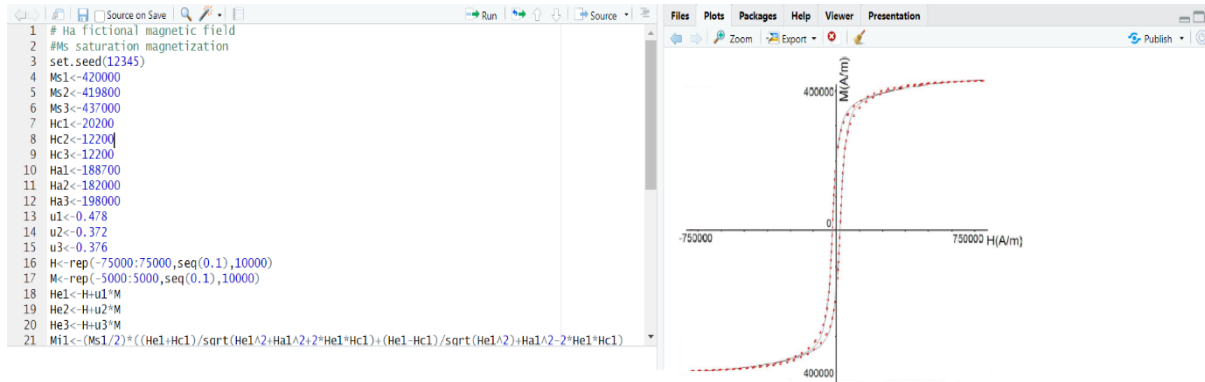 Source on Save Run Source
1 # Ha fictional magnetic field
2 #Ms saturation magnetization
3 set.seed(12345)
4 Ms1<-420000
5 Ms2<-419800
6 Ms3<-437000
7 Hc1<-20200
8 Hc2<-12200
9 Hc3<-12200
10 Ha1<-188700
11 Ha2<-182000
12 Ha3<-198000
13 u1<-0.478
14 u2<-0.372
15 u3<-0.376
16 H<-rep(-75000:75000,seq(0.1),10000)
17 M<-rep(-5000:5000,seq(0.1),10000)
18 He1<-H+u1*M
19 He2<-H+u2*M
20 He3<-H+u3*M
21 Mi1<-(Ms1/2)*((He1+Hc1)/sqrt(He1^2+Ha1^2+2*He1*Hc1)+(He1-Hc1)/sqrt(He1^2)+Ha1^2-2*He1*Hc1)
Files Plots Packages Help Viewer Presentation
Zoom Export Publish
M(A/m)
400000
0
-750000
750000 H(A/m)
400000